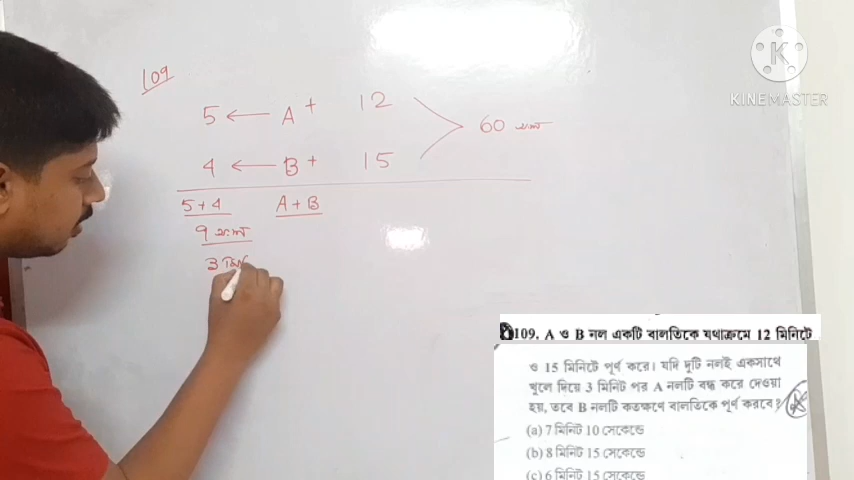 109
5 ← A + 12
60 একক
4 ← B + 15
5 + 4 A + B
9 একক
3 মি
KINEMASTER
109. A ও B নল একটি বালতিকে যথাক্রমে 12 মিনিটে
ও 15 মিনিটে পূর্ণ করে। যদি দুটি নলই একসাথে
খুলে দিয়ে 3 মিনিট পর A নলটি বন্ধ করে দেওয়া
হয়, তবে B নলটি কতক্ষণে বালতিকে পূর্ণ করবে?
(a) 7 মিনিট 10 সেকেন্ডে
(b) 8 মিনিট 15 সেকেন্ডে
(c) 6 মিনিট 15 সেকেন্ডে